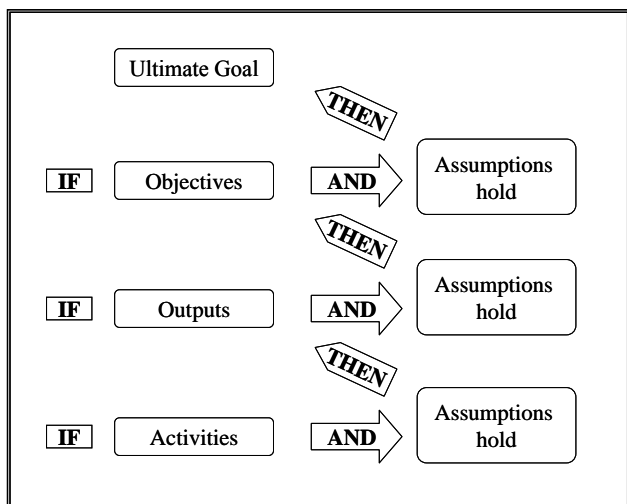 Ultimate Goal
THEN
IF Objectives AND Assumptions
hold
THEN
IF Outputs AND Assumptions
hold
THEN
IF Activities AND Assumptions
hold